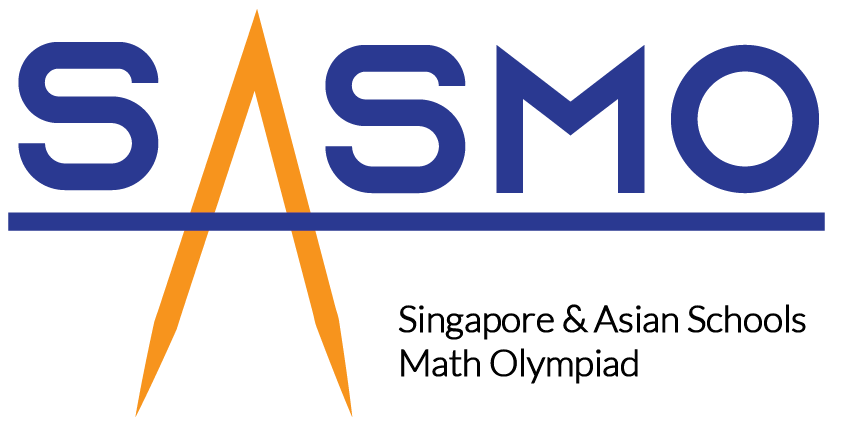 SASMO
Singapore & Asian Schools
Math Olympiad